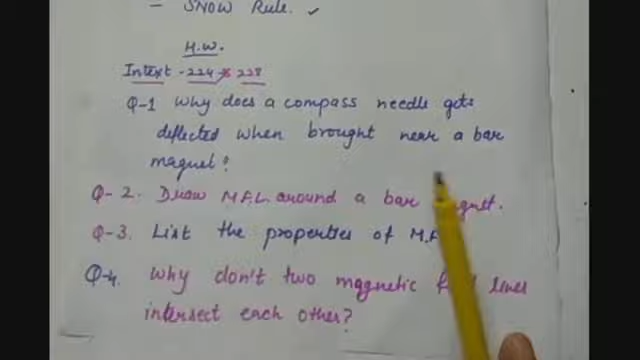 - SNOW Rule. ✓
H.W.
Intext - 224 & 228
Q-1 Why does a compass needle gets
deflected when brought near a bar
magnet?
Q-2. Draw M.F.L. around a bar
Q-3. List the properties of
Q-4. Why don't two magnetic lines
intersect each other?